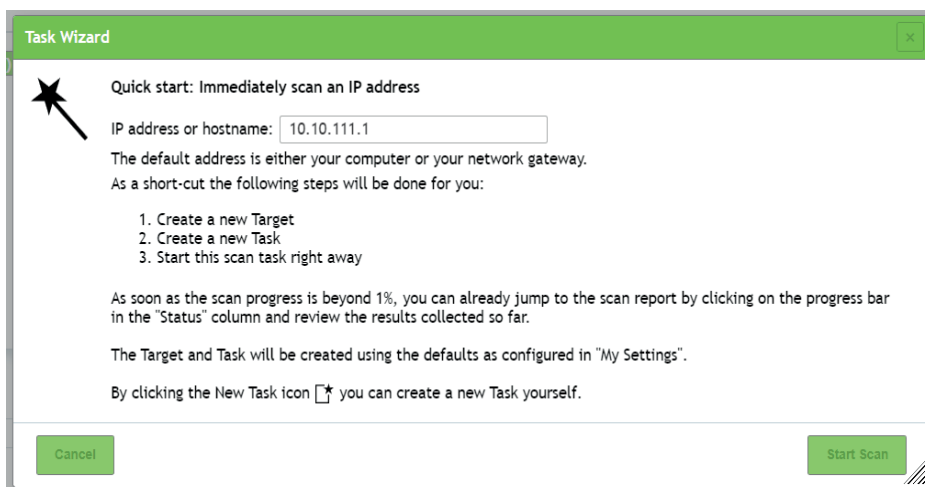 Task Wizard
×
Quick start: Immediately scan an IP address
IP address or hostname: 10.10.111.1
The default address is either your computer or your network gateway.
As a short-cut the following steps will be done for you:
1. Create a new Target
2. Create a new Task
3. Start this scan task right away
As soon as the scan progress is beyond 1%, you can already jump to the scan report by clicking on the progress bar
in the "Status" column and review the results collected so far.
The Target and Task will be created using the defaults as configured in "My Settings".
By clicking the New Task icon you can create a new Task yourself.
Cancel
Start Scan